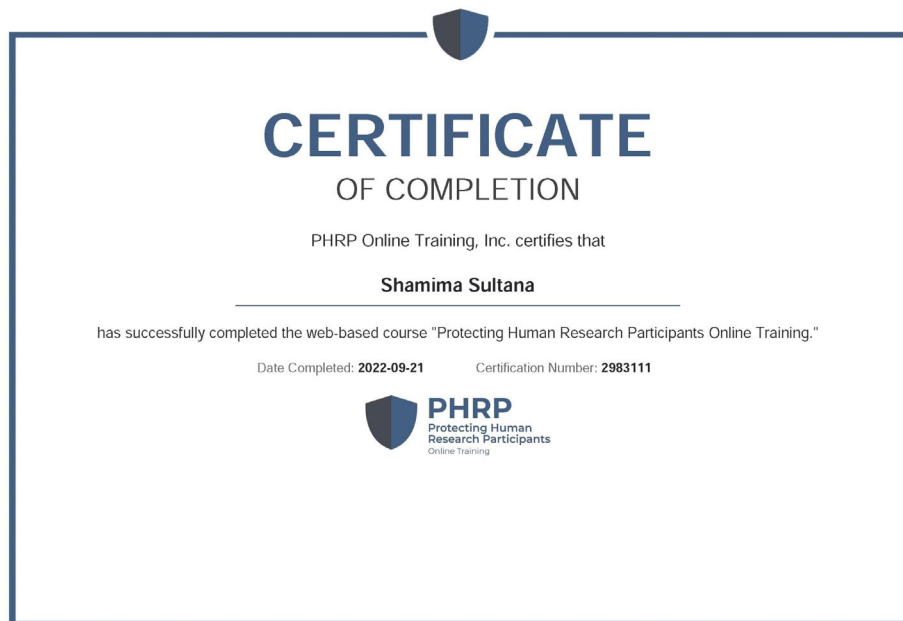 CERTIFICATE
OF COMPLETION
PHRP Online Training, Inc. certifies that
Shamima Sultana
has successfully completed the web-based course "Protecting Human Research Participants Online Training."
Date Completed: 2022-09-21 Certification Number: 2983111
PHRP
Protecting Human
Research Participants
Online Training